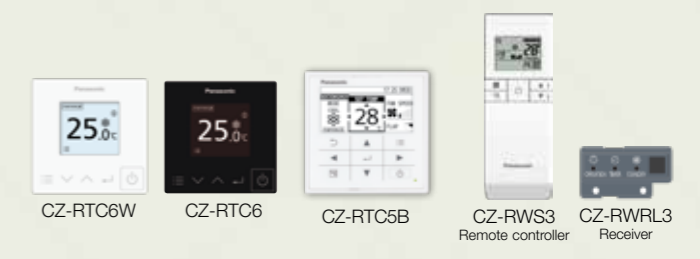 Panasonic
25.0°C
Panasonic
25.0°C
Panasonic
28
28
Panasonic
CZ-RTC6W
CZ-RTC6
CZ-RTC5B
CZ-RWS3
Remote controller
CZ-RWRL3
Receiver